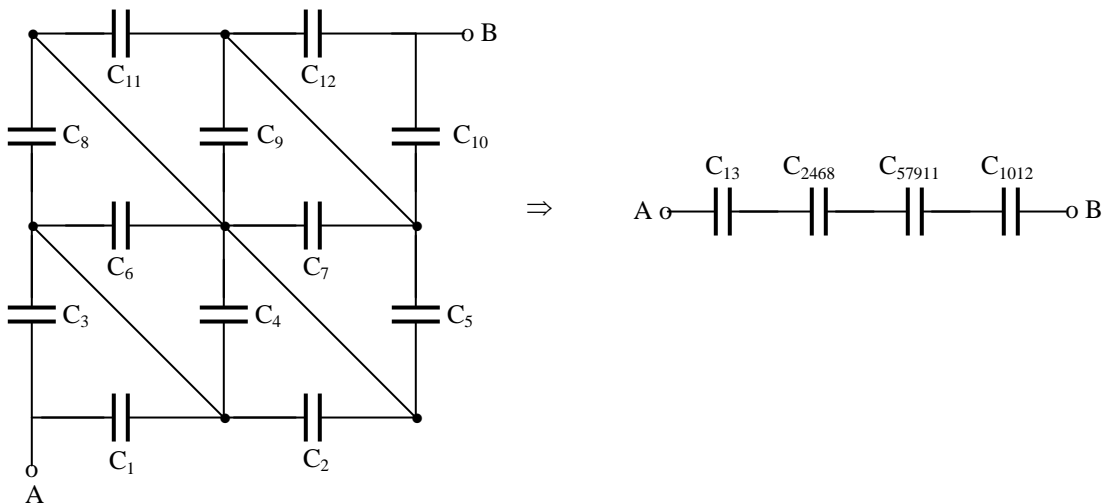 B
C₁₁ C₁₂
C₈ C₉ C₁₀
C₁₃ C₂₄₆₈ C₅₇₉₁₁ C₁₀₁₂
⇒
A B
C₆ C₇
C₃ C₄ C₅
C₁ C₂
A